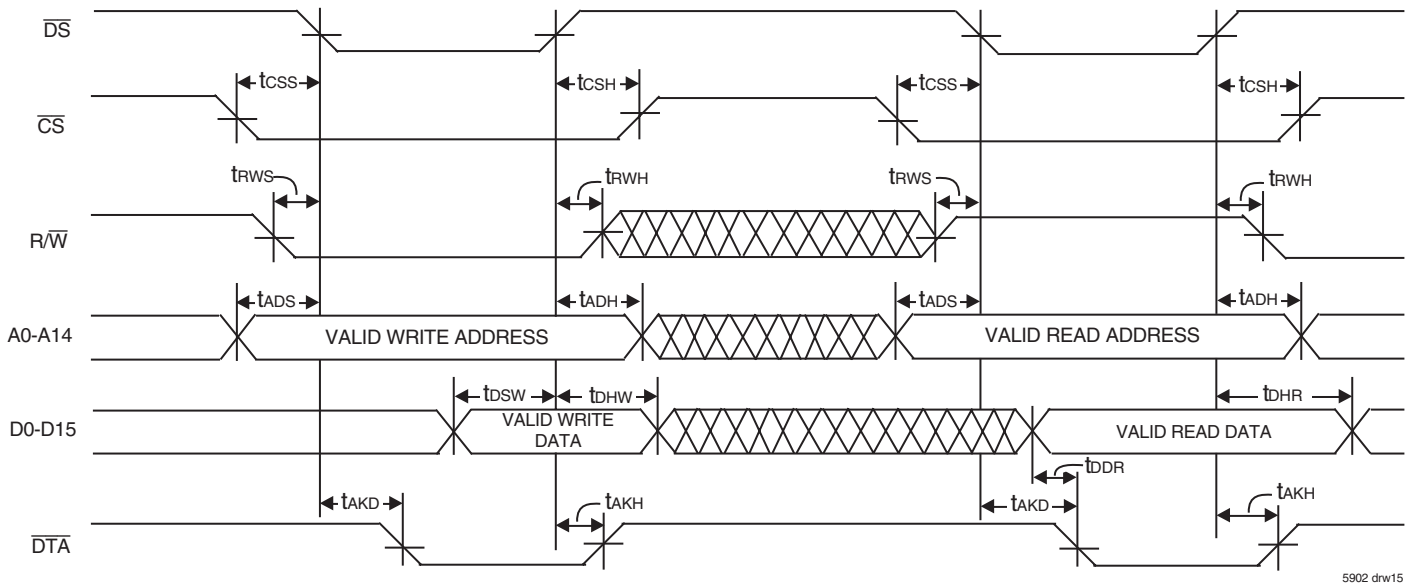 DS
tCSS tCSH tCSS tCSH
CS
tRWS tRWH tRWS tRWH
R/W
tADS tADH tADS tADH
A0-A14 VALID WRITE ADDRESS VALID READ ADDRESS
tDSW tDHW tDHR
D0-D15 VALID WRITE DATA VALID READ DATA
tDDR
tAKD tAKH tAKD tAKH
DTA
5902 drw15